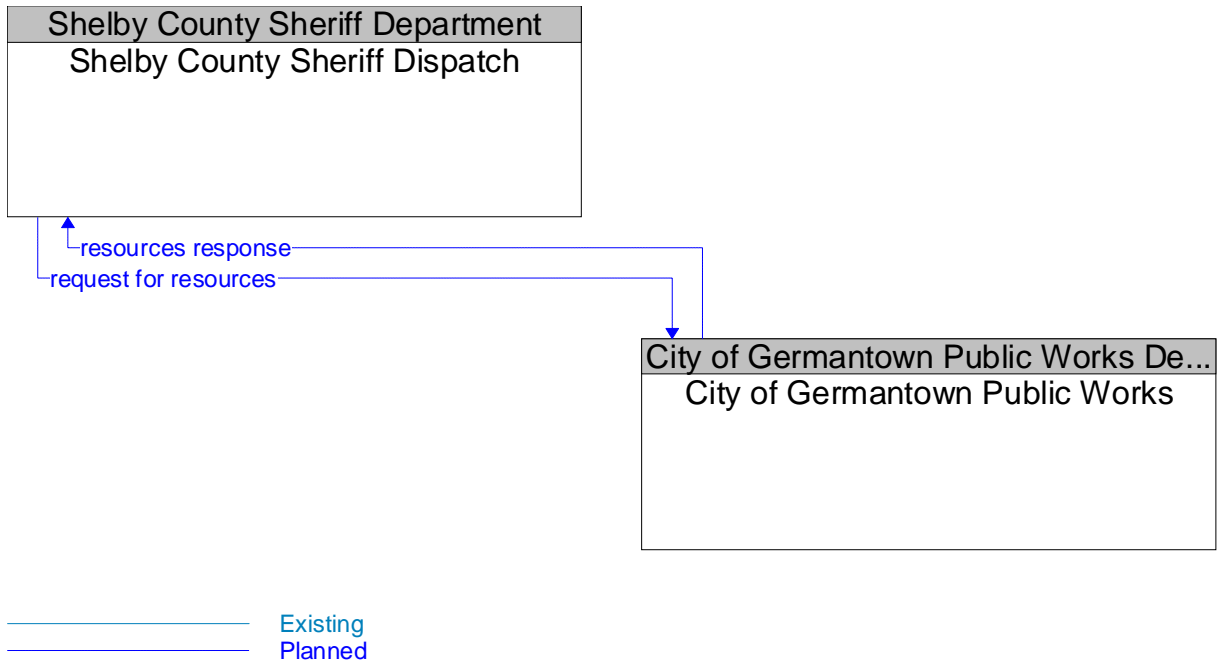 Shelby County Sheriff Department
Shelby County Sheriff Dispatch
resources response
request for resources
City of Germantown Public Works De...
City of Germantown Public Works
Existing
Planned